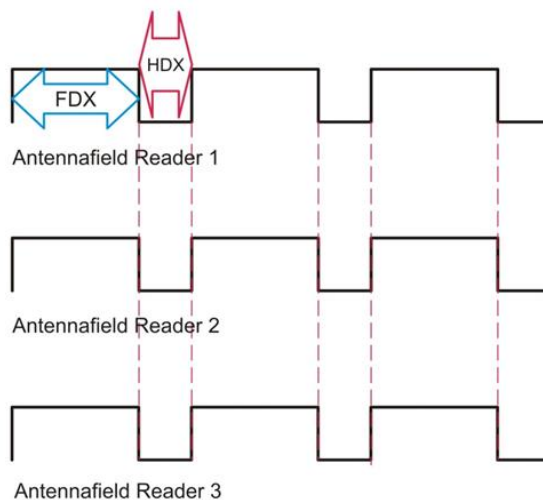 HDX
FDX
Antennafield Reader 1
Antennafield Reader 2
Antennafield Reader 3